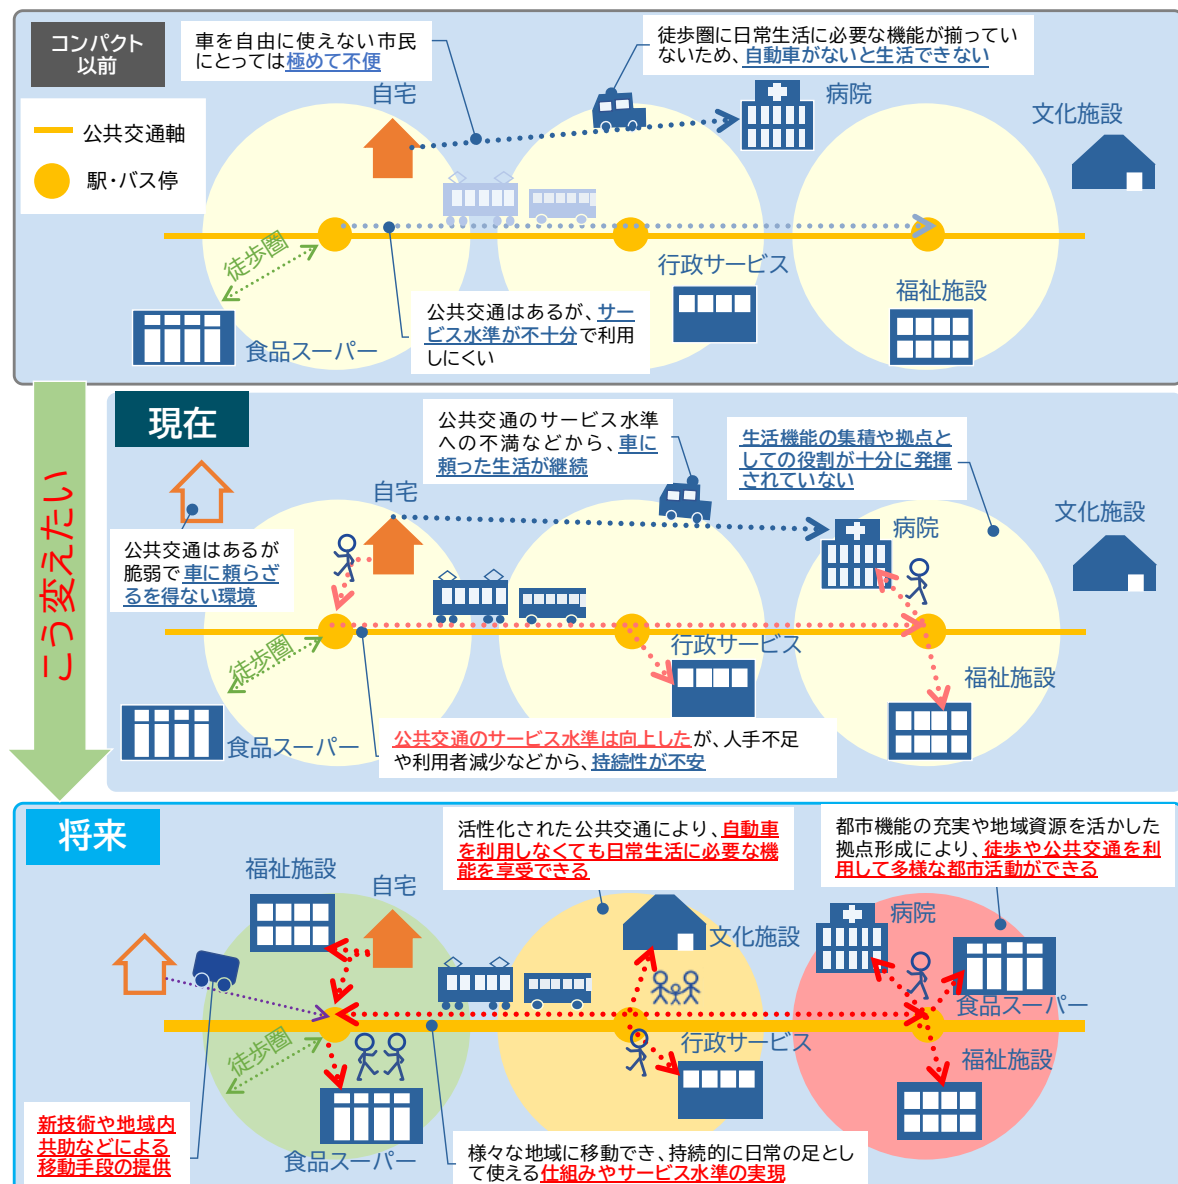 コンパクト
以前
車を自由に使えない市民
にとっては極めて不便
徒歩圏に日常生活に必要な機能が揃ってい
ないため、自動車がないと生活できない
自宅
病院
文化施設
公共交通軸
駅・バス停
徒歩圏
行政サービス
福祉施設
食品スーパー
公共交通はあるが、サー
ビス水準が不十分で利用
しにくい
こう変えたい
現在
公共交通のサービス水準
への不満などから、車に
頼った生活が継続
生活機能の集積や拠点と
しての役割が十分に発揮
されていない
自宅
病院
文化施設
公共交通はあるが
脆弱で車に頼らざ
るを得ない環境
徒歩圏
行政サービス
福祉施設
食品スーパー
公共交通のサービス水準は向上したが、人手不足
や利用者減少などから、持続性が不安
将来
活性化された公共交通により、自動車
を利用しなくても日常生活に必要な機
能を享受できる
都市機能の充実や地域資源を活かした
拠点形成により、徒歩や公共交通を利
用して多様な都市活動ができる
福祉施設
自宅
文化施設
病院
食品スーパー
徒歩圏
行政サービス
福祉施設
新技術や地域内
共助などによる
移動手段の提供
食品スーパー
様々な地域に移動でき、持続的に日常の足とし
て使える仕組みやサービス水準の実現